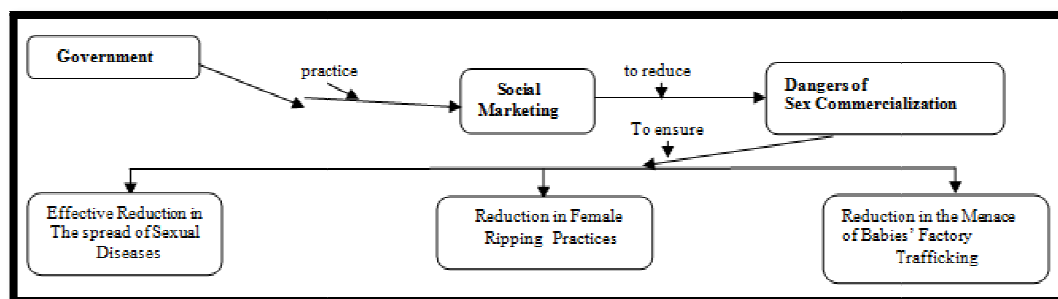 Government
practice
Social
Marketing
to reduce
Dangers of
Sex Commercialization
To ensure
Effective Reduction in
The spread of Sexual
Diseases
Reduction in Female
Ripping Practices
Reduction in the Menace
of Babies’ Factory
Trafficking